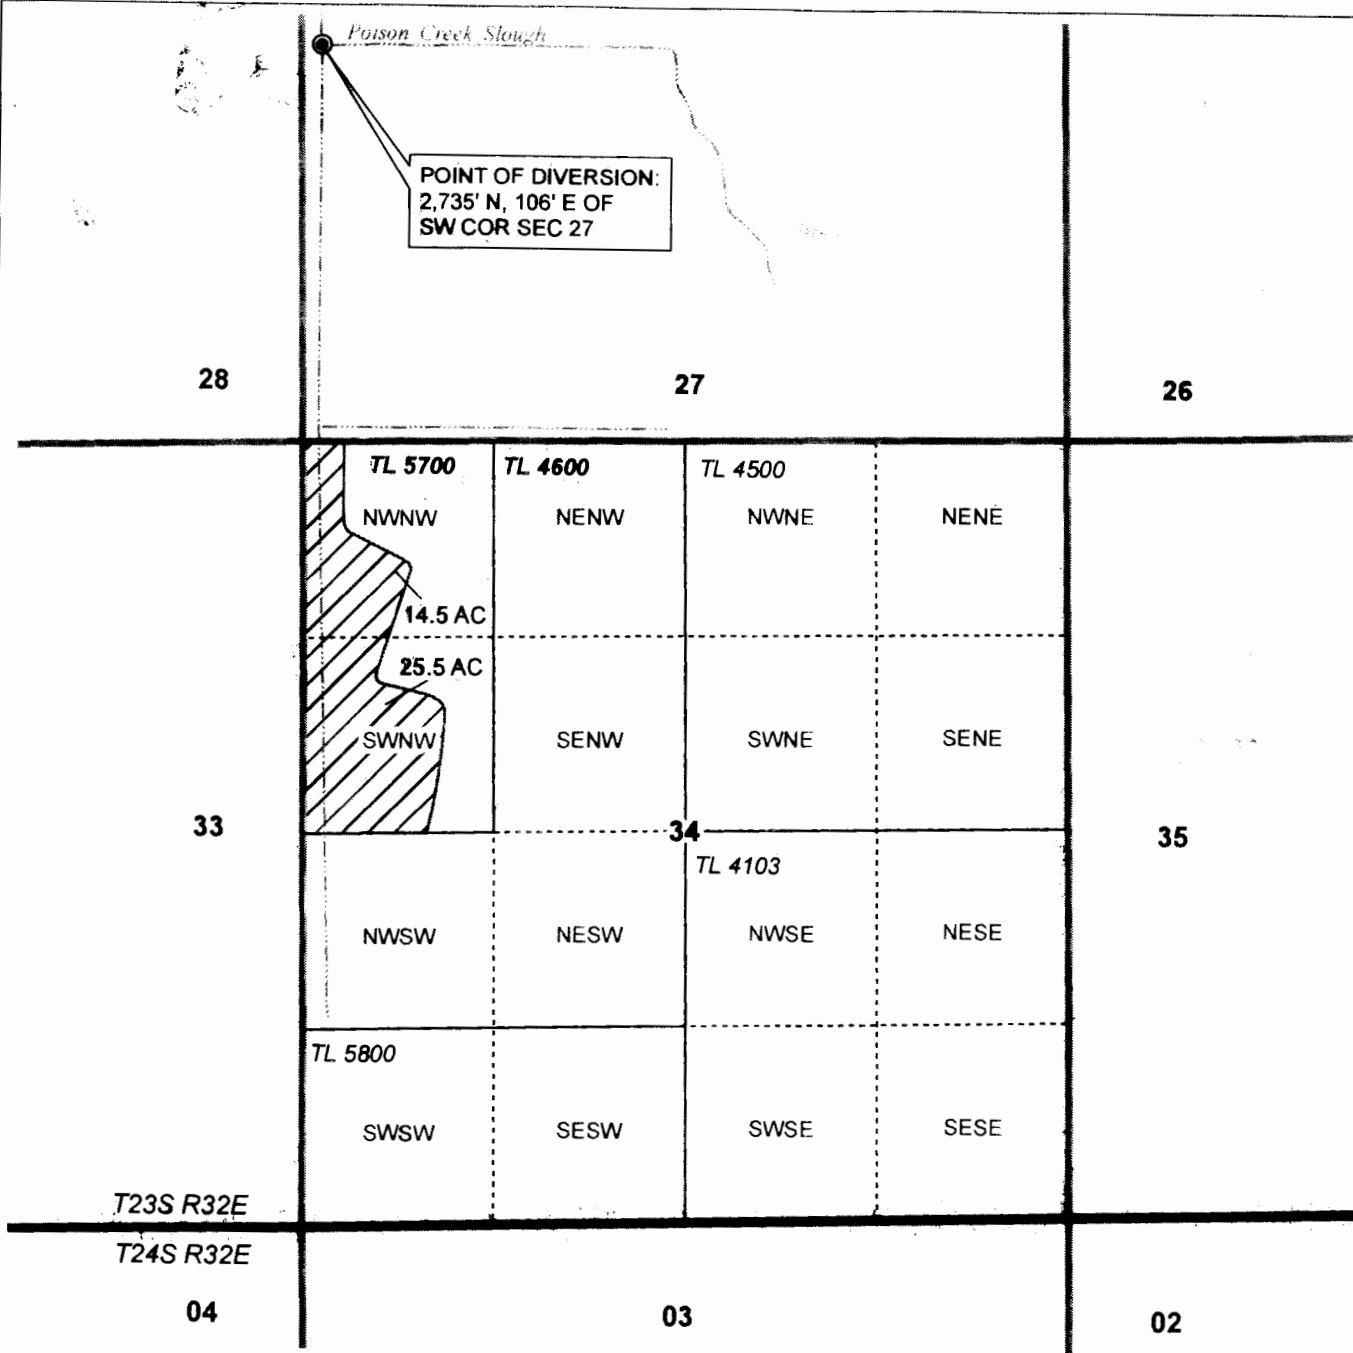 Poison Creek Slough
POINT OF DIVERSION:
2,735' N, 106' E OF
SW COR SEC 27
28
27
26
TL 5700
TL 4600
TL 4500
NWNW
NENW
NWNE
NENE
14.5 AC
25.5 AC
SWNW
SENW
SWNE
SENE
33
34
35
TL 4103
NWSW
NESW
NWSE
NESE
TL 5800
SWSW
SESW
SWSE
SESE
T23S R32E
T24S R32E
04
03
02